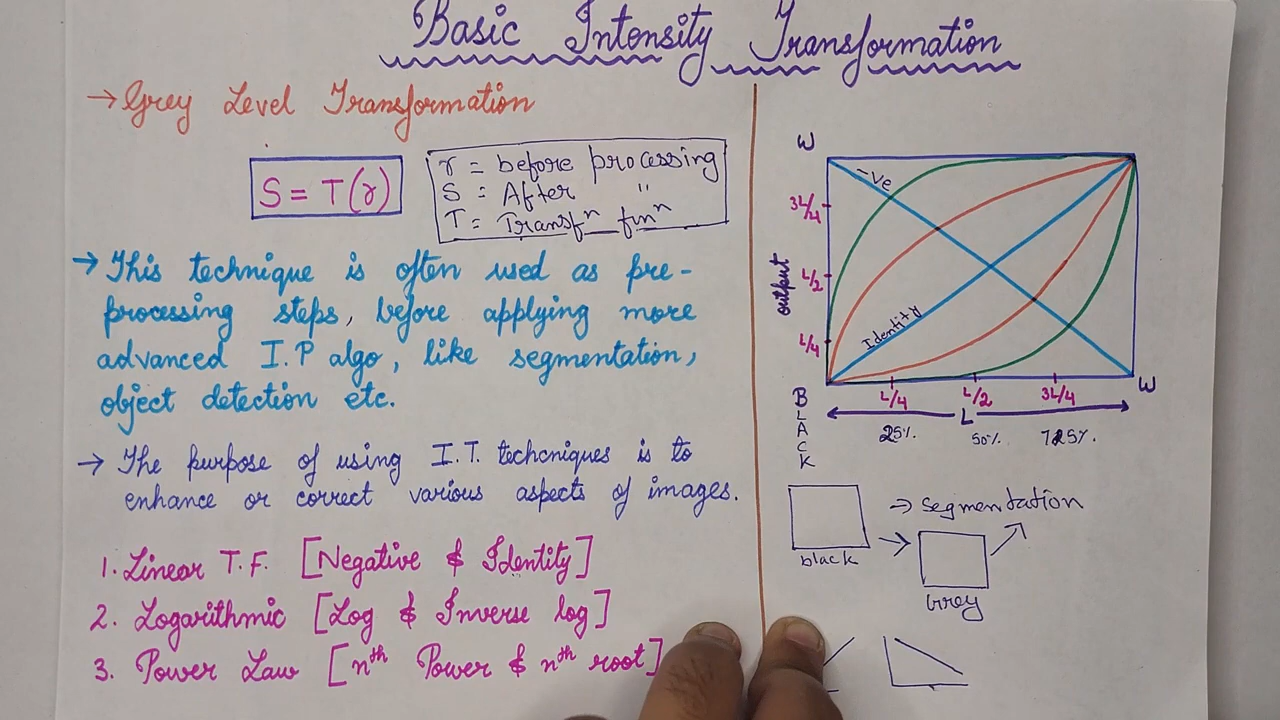 Basic Intensity Transformation
→ Grey Level Transformation
S = T(r)
r = before processing
S = After "
T = Transfⁿ funⁿ
→ This technique is often used as pre-
processing steps, before applying more
advanced I.P algo, like segmentation,
object detection etc.
→ The purpose of using I.T. techcniques is to
enhance or correct various aspects of images.
1. Linear T.F. [Negative & Identity]
2. Logarithmic [Log & Inverse log]
3. Power Law [nth Power & nth root]
W
-ve
3L/4
L/2
output
L/4
Identity
BLACK
L/4 L/2 3L/4
W
L
25%. 50%.
→ segmentation
black
Grey